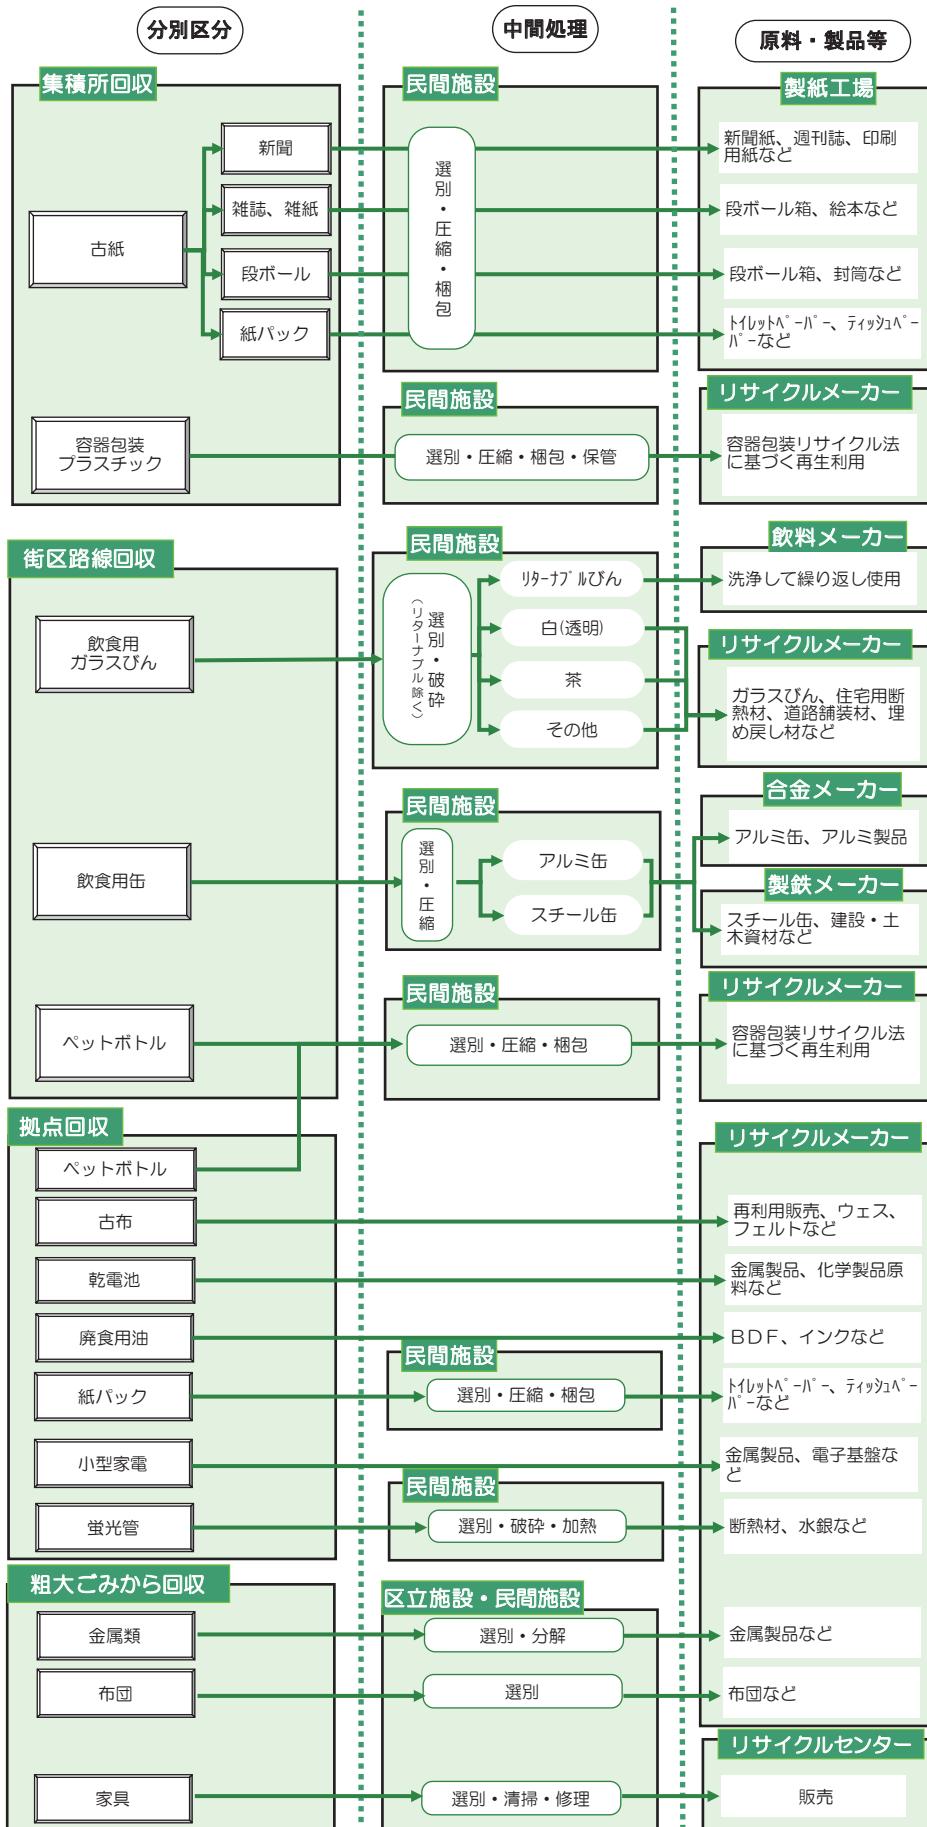 分別区分
中間処理
原料・製品等
集積所回収
民間施設
製紙工場
古紙
新聞
雑誌、雑紙
段ボール
紙パック
選別・圧縮・梱包
新聞紙、週刊誌、印刷
用紙など
段ボール箱、絵本など
段ボール箱、封筒など
ﾄｲﾚｯﾄﾍﾟｰﾊﾟｰ、ﾃｨｯｼｭﾍﾟｰ
ﾊﾟｰなど
容器包装
プラスチック
民間施設
選別・圧縮・梱包・保管
リサイクルメーカー
容器包装リサイクル法
に基づく再生利用
街区路線回収
飲食用
ガラスびん
民間施設
選別・破砕
(リターナブル除く)
ﾘﾀｰﾅﾌﾞﾙびん
白(透明)
茶
その他
飲料メーカー
洗浄して繰り返し使用
リサイクルメーカー
ガラスびん、住宅用断
熱材、道路舗装材、埋
め戻し材など
飲食用缶
民間施設
選別・圧縮
アルミ缶
スチール缶
合金メーカー
アルミ缶、アルミ製品
製鉄メーカー
スチール缶、建設・土
木資材など
ペットボトル
民間施設
選別・圧縮・梱包
リサイクルメーカー
容器包装リサイクル法
に基づく再生利用
拠点回収
リサイクルメーカー
ペットボトル
古布
再利用販売、ウェス、
フェルトなど
乾電池
金属製品、化学製品原
料など
廃食用油
ＢＤＦ、インクなど
紙パック
民間施設
選別・圧縮・梱包
ﾄｲﾚｯﾄﾍﾟｰﾊﾟｰ、ﾃｨｯｼｭﾍﾟｰ
ﾊﾟｰなど
小型家電
金属製品、電子基盤な
ど
蛍光管
民間施設
選別・破砕・加熱
断熱材、水銀など
粗大ごみから回収
区立施設・民間施設
金属類
選別・分解
金属製品など
布団
選別
布団など
リサイクルセンター
家具
選別・清掃・修理
販売